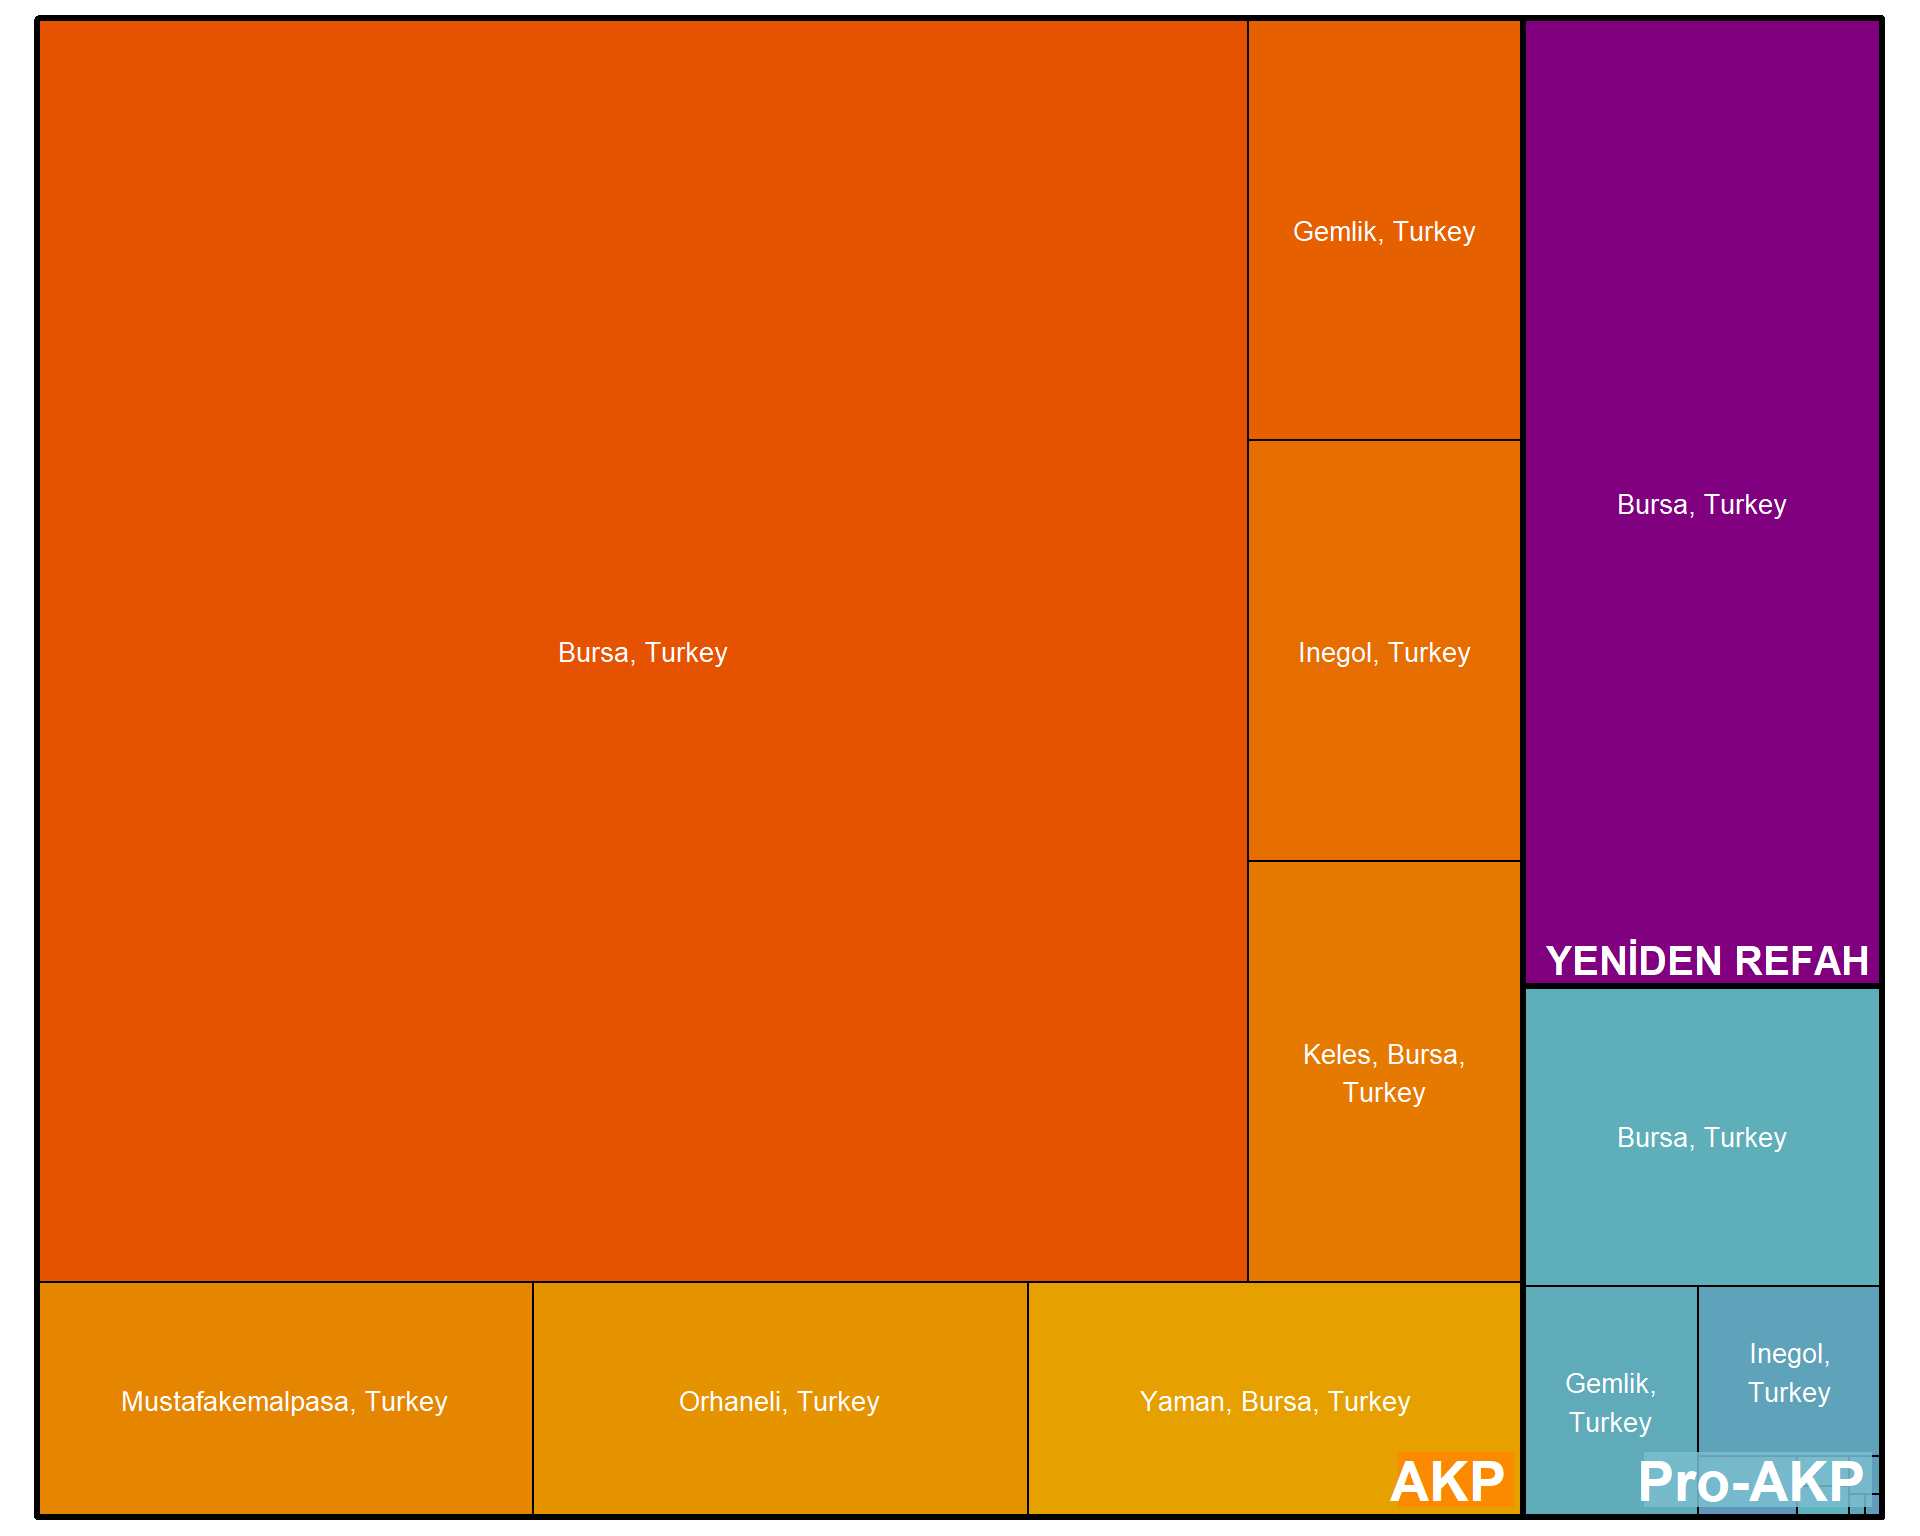 Bursa, Turkey
Gemlik, Turkey
Inegol, Turkey
Keles, Bursa,
Turkey
Mustafakemalpasa, Turkey
Orhaneli, Turkey
Yaman, Bursa, Turkey
AKP
Bursa, Turkey
YENİDEN REFAH
Bursa, Turkey
Gemlik,
Turkey
Inegol,
Turkey
Pro-AKP